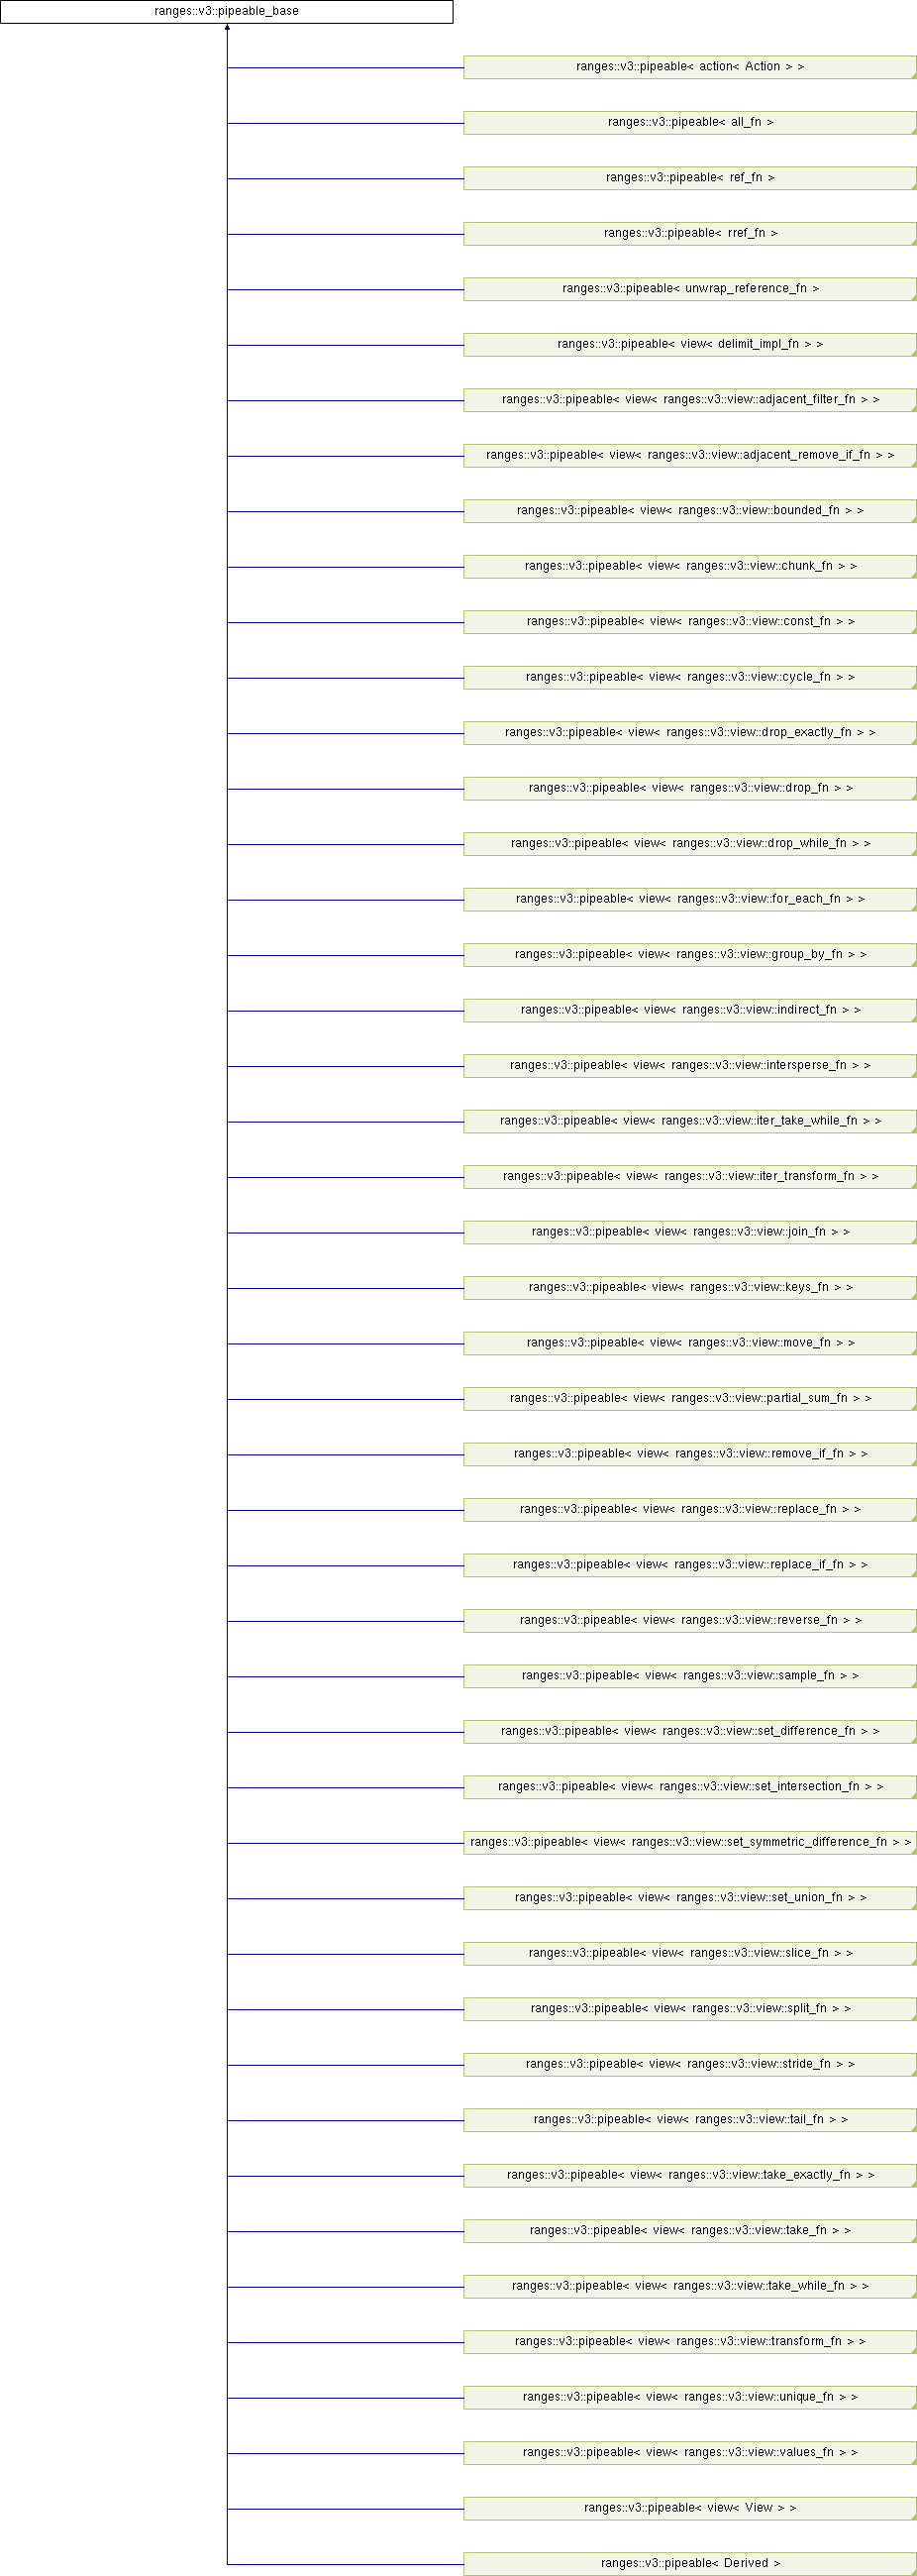 ranges::v3::pipeable_base
ranges::v3::pipeable< action< Action > >
ranges::v3::pipeable< all_fn >
ranges::v3::pipeable< ref_fn >
ranges::v3::pipeable< rref_fn >
ranges::v3::pipeable< unwrap_reference_fn >
ranges::v3::pipeable< view< delimit_impl_fn > >
ranges::v3::pipeable< view< ranges::v3::view::adjacent_filter_fn > >
ranges::v3::pipeable< view< ranges::v3::view::adjacent_remove_if_fn > >
ranges::v3::pipeable< view< ranges::v3::view::bounded_fn > >
ranges::v3::pipeable< view< ranges::v3::view::chunk_fn > >
ranges::v3::pipeable< view< ranges::v3::view::const_fn > >
ranges::v3::pipeable< view< ranges::v3::view::cycle_fn > >
ranges::v3::pipeable< view< ranges::v3::view::drop_exactly_fn > >
ranges::v3::pipeable< view< ranges::v3::view::drop_fn > >
ranges::v3::pipeable< view< ranges::v3::view::drop_while_fn > >
ranges::v3::pipeable< view< ranges::v3::view::for_each_fn > >
ranges::v3::pipeable< view< ranges::v3::view::group_by_fn > >
ranges::v3::pipeable< view< ranges::v3::view::indirect_fn > >
ranges::v3::pipeable< view< ranges::v3::view::intersperse_fn > >
ranges::v3::pipeable< view< ranges::v3::view::iter_take_while_fn > >
ranges::v3::pipeable< view< ranges::v3::view::iter_transform_fn > >
ranges::v3::pipeable< view< ranges::v3::view::join_fn > >
ranges::v3::pipeable< view< ranges::v3::view::keys_fn > >
ranges::v3::pipeable< view< ranges::v3::view::move_fn > >
ranges::v3::pipeable< view< ranges::v3::view::partial_sum_fn > >
ranges::v3::pipeable< view< ranges::v3::view::remove_if_fn > >
ranges::v3::pipeable< view< ranges::v3::view::replace_fn > >
ranges::v3::pipeable< view< ranges::v3::view::replace_if_fn > >
ranges::v3::pipeable< view< ranges::v3::view::reverse_fn > >
ranges::v3::pipeable< view< ranges::v3::view::sample_fn > >
ranges::v3::pipeable< view< ranges::v3::view::set_difference_fn > >
ranges::v3::pipeable< view< ranges::v3::view::set_intersection_fn > >
ranges::v3::pipeable< view< ranges::v3::view::set_symmetric_difference_fn > >
ranges::v3::pipeable< view< ranges::v3::view::set_union_fn > >
ranges::v3::pipeable< view< ranges::v3::view::slice_fn > >
ranges::v3::pipeable< view< ranges::v3::view::split_fn > >
ranges::v3::pipeable< view< ranges::v3::view::stride_fn > >
ranges::v3::pipeable< view< ranges::v3::view::tail_fn > >
ranges::v3::pipeable< view< ranges::v3::view::take_exactly_fn > >
ranges::v3::pipeable< view< ranges::v3::view::take_fn > >
ranges::v3::pipeable< view< ranges::v3::view::take_while_fn > >
ranges::v3::pipeable< view< ranges::v3::view::transform_fn > >
ranges::v3::pipeable< view< ranges::v3::view::unique_fn > >
ranges::v3::pipeable< view< ranges::v3::view::values_fn > >
ranges::v3::pipeable< view< View > >
ranges::v3::pipeable< Derived >